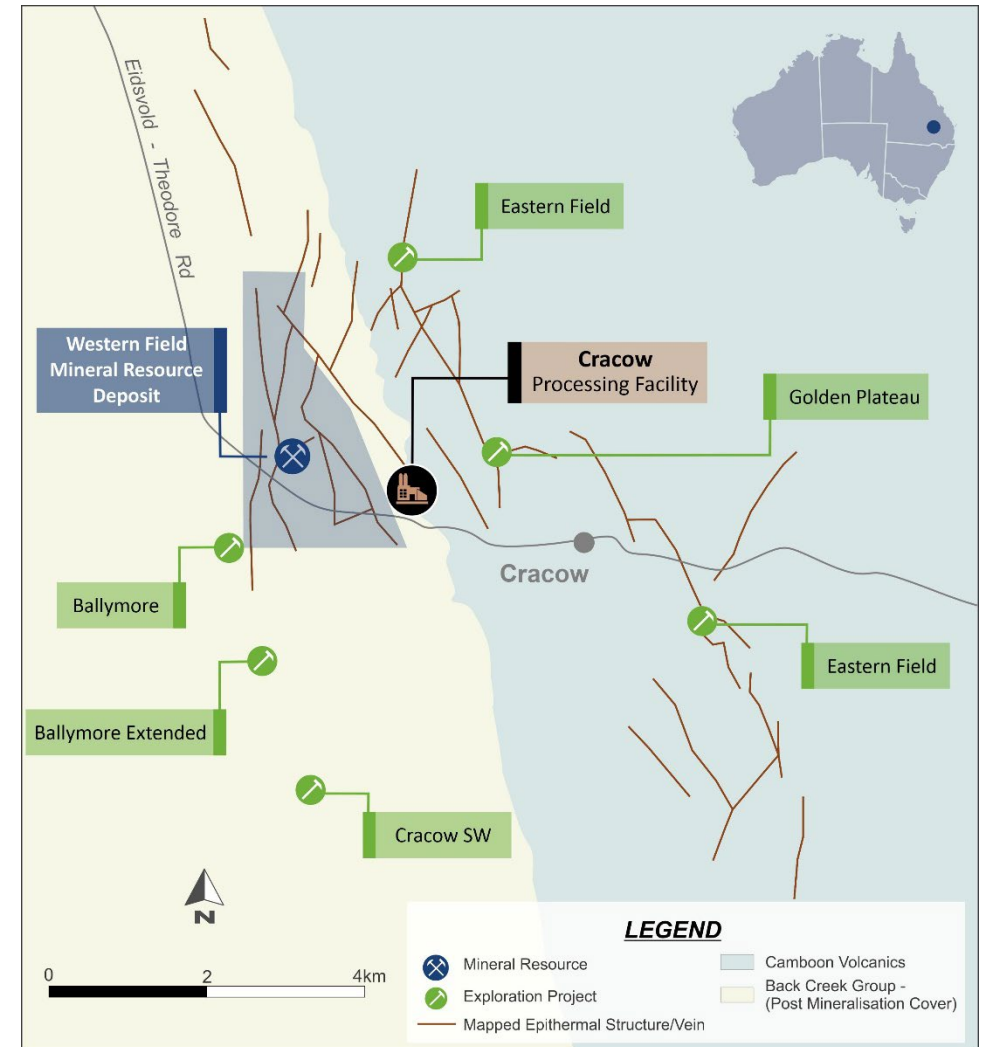 Eidsvold - Theodore Rd
Eastern Field
Western Field
Mineral Resource
Deposit
Cracow
Processing Facility
Golden Plateau
Cracow
Ballymore
Eastern Field
Ballymore Extended
Cracow SW
N
0 2 4km
LEGEND
Mineral Resource
Exploration Project
Mapped Epithermal Structure/Vein
Camboon Volcanics
Back Creek Group -
(Post Mineralisation Cover)